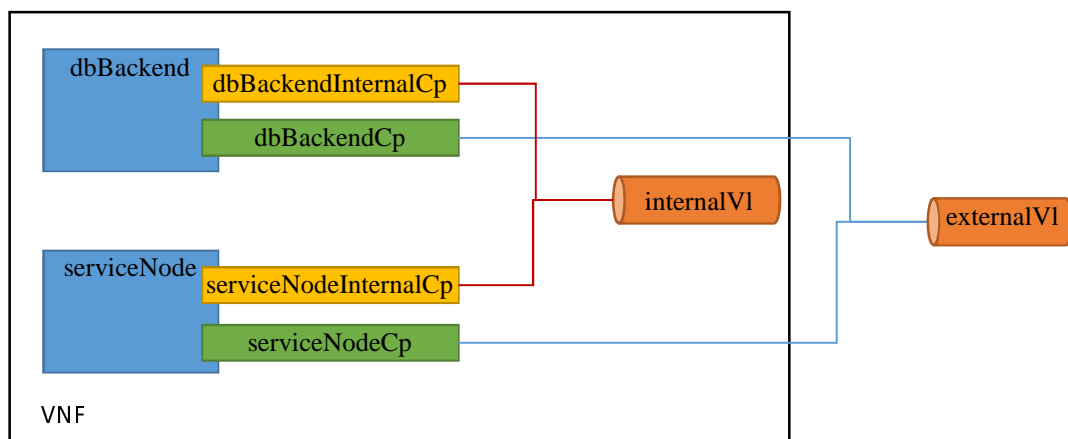 dbBackend
dbBackendInternalCp
dbBackendCp
internalVl
externalVl
serviceNode
serviceNodeInternalCp
serviceNodeCp
VNF